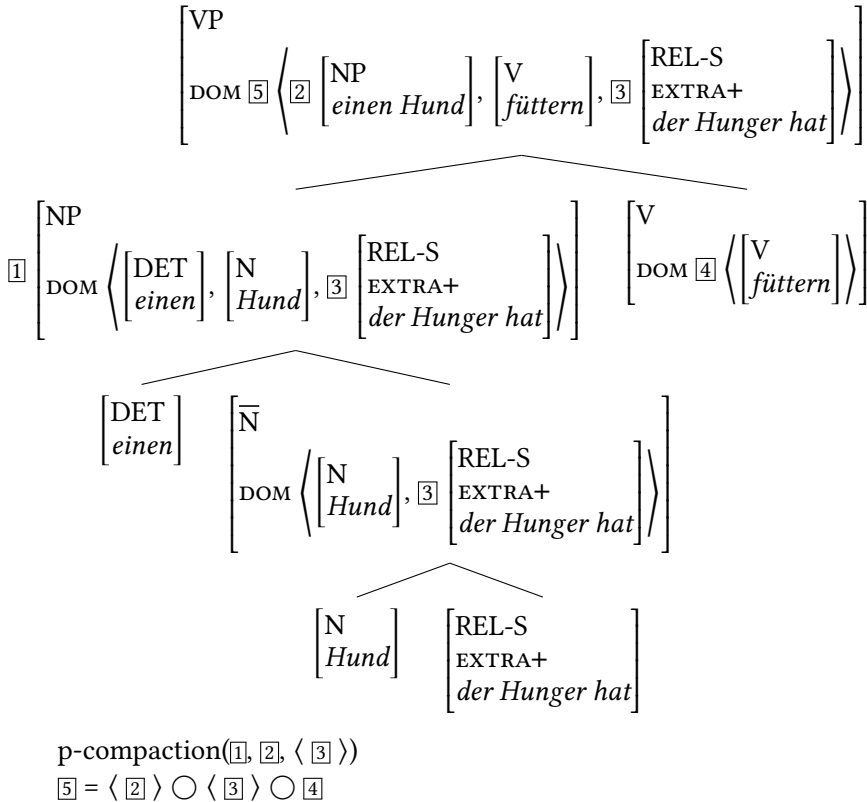 VP
DOM 5 ⟨ 2 [NP einen Hund], [V füttern], 3 [REL-S EXTRA+ der Hunger hat] ⟩
1 [NP DOM ⟨ [DET einen], [N Hund], 3 [REL-S EXTRA+ der Hunger hat] ⟩]
[V DOM 4 ⟨ [V füttern] ⟩]
[DET einen]
[N̅ DOM ⟨ [N Hund], 3 [REL-S EXTRA+ der Hunger hat] ⟩]
[N Hund]
[REL-S EXTRA+ der Hunger hat]
p-compaction(1, 2, ⟨ 3 ⟩)
5 = ⟨ 2 ⟩ ◯ ⟨ 3 ⟩ ◯ 4